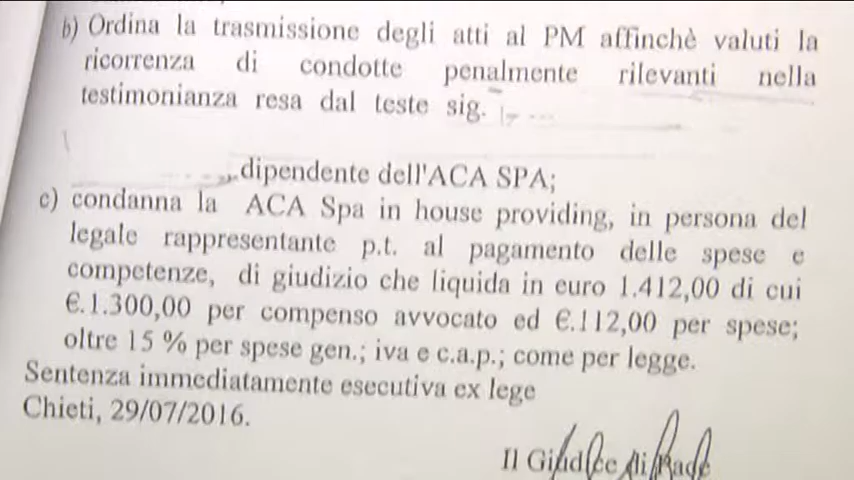 b) Ordina la trasmissione degli atti al PM affinchè valuti la
ricorrenza di condotte penalmente rilevanti nella
testimonianza resa dal teste sig.
dipendente dell'ACA SPA;
c) condanna la ACA Spa in house providing, in persona del
legale rappresentante p.t. al pagamento delle spese e
competenze, di giudizio che liquida in euro 1.412,00 di cui
€.1.300,00 per compenso avvocato ed €.112,00 per spese;
oltre 15 % per spese gen.; iva e c.a.p.; come per legge.
Sentenza immediatamente esecutiva ex lege
Chieti, 29/07/2016.
Il Giudice di Pace